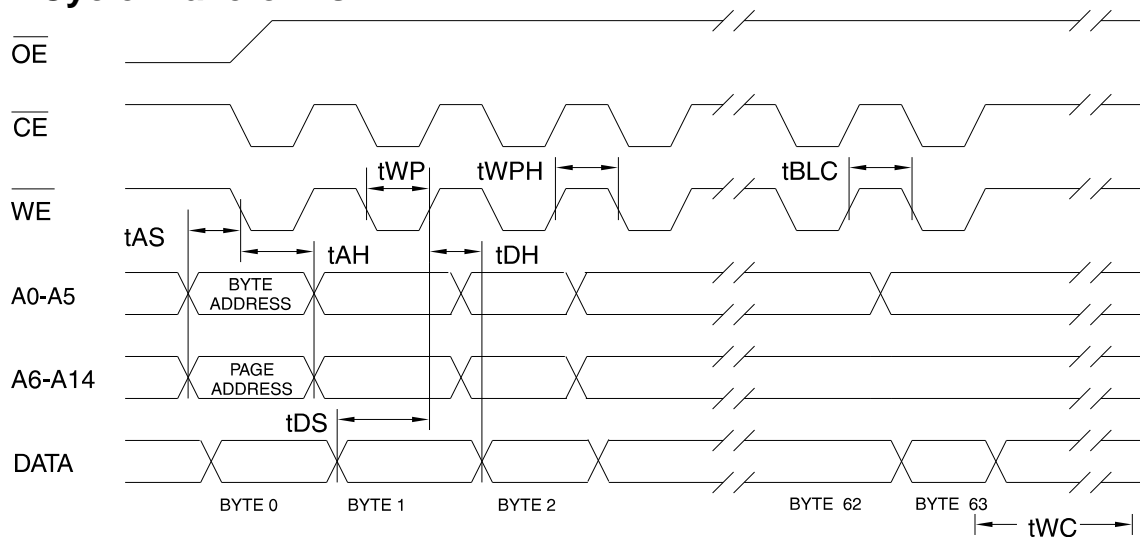 OE
CE
tWP
tWPH
tBLC
WE
tAS
tAH
tDH
A0-A5
BYTE
ADDRESS
A6-A14
PAGE
ADDRESS
tDS
DATA
BYTE 0
BYTE 1
BYTE 2
BYTE 62
BYTE 63
tWC